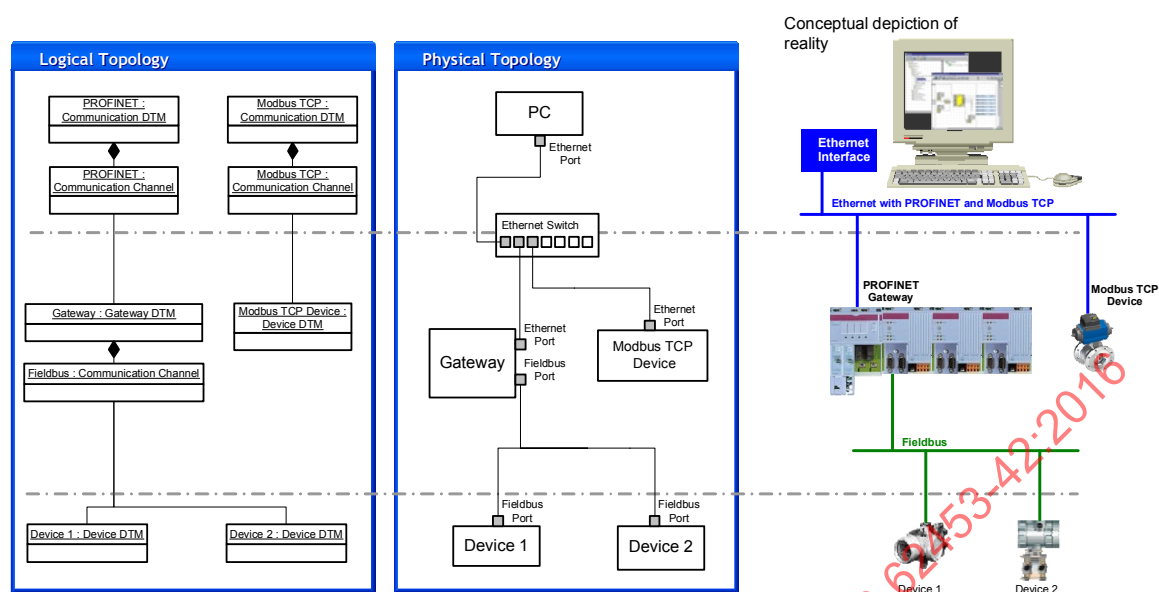 Logical Topology
PROFINET :
Communication DTM
Modbus TCP :
Communication DTM
PROFINET :
Communication Channel
Modbus TCP :
Communication Channel
Gateway : Gateway DTM
Modbus TCP Device :
Device DTM
Fieldbus : Communication Channel
Device 1 : Device DTM
Device 2 : Device DTM
Physical Topology
PC
Ethernet
Port
Ethernet Switch
Ethernet
Port
Gateway
Fieldbus
Port
Ethernet
Port
Modbus TCP
Device
Fieldbus
Port
Device 1
Fieldbus
Port
Device 2
Conceptual depiction of
reality
Ethernet
Interface
Ethernet with PROFINET and Modbus TCP
PROFINET
Gateway
Modbus TCP
Device
Fieldbus
Device 1
Device 2
62453-42:2016